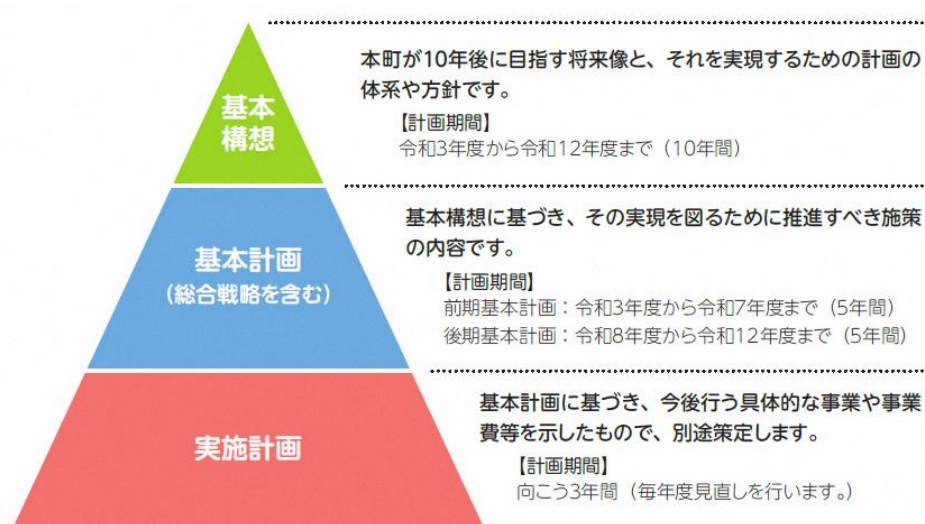 基本
構想
本町が10年後に目指す将来像と、それを実現するための計画の
体系や方針です。
【計画期間】
令和3年度から令和12年度まで（10年間）
基本計画
（総合戦略を含む）
基本構想に基づき、その実現を図るために推進すべき施策
の内容です。
【計画期間】
前期基本計画：令和3年度から令和7年度まで（5年間）
後期基本計画：令和8年度から令和12年度まで（5年間）
実施計画
基本計画に基づき、今後行う具体的な事業や事業
費等を示したもので、別途策定します。
【計画期間】
向こう3年間（毎年度見直しを行います。）